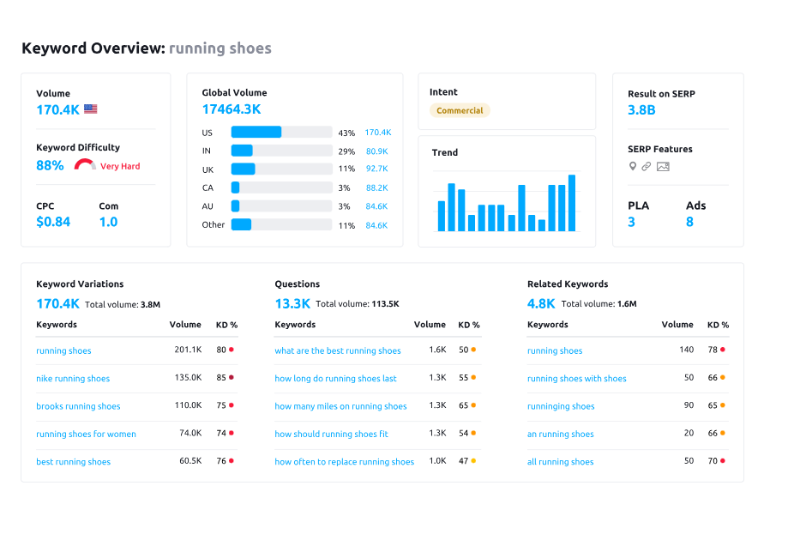 Keyword Overview: running shoes
Volume
170.4K
Keyword Difficulty
88% Very Hard
CPC Com
$0.84 1.0
Global Volume
17464.3K
US 43% 170.4K
IN 29% 80.9K
UK 11% 92.7K
CA 3% 88.2K
AU 3% 84.6K
Other 11% 84.6K
Intent
Commercial
Trend
Result on SERP
3.8B
SERP Features
PLA Ads
3 8
Keyword Variations
170.4K Total volume: 3.8M
Keywords Volume KD %
running shoes 201.1K 80
nike running shoes 135.0K 85
brooks running shoes 110.0K 75
running shoes for women 74.0K 74
best running shoes 60.5K 76
Questions
13.3K Total volume: 113.5K
Keywords Volume KD %
what are the best running shoes 1.6K 50
how long do running shoes last 1.3K 55
how many miles on running shoes 1.3K 65
how should running shoes fit 1.3K 54
how often to replace running shoes 1.0K 47
Related Keywords
4.8K Total volume: 1.6M
Keywords Volume KD %
running shoes 140 78
running shoes with shoes 50 66
runninging shoes 90 65
an running shoes 20 66
all running shoes 50 70